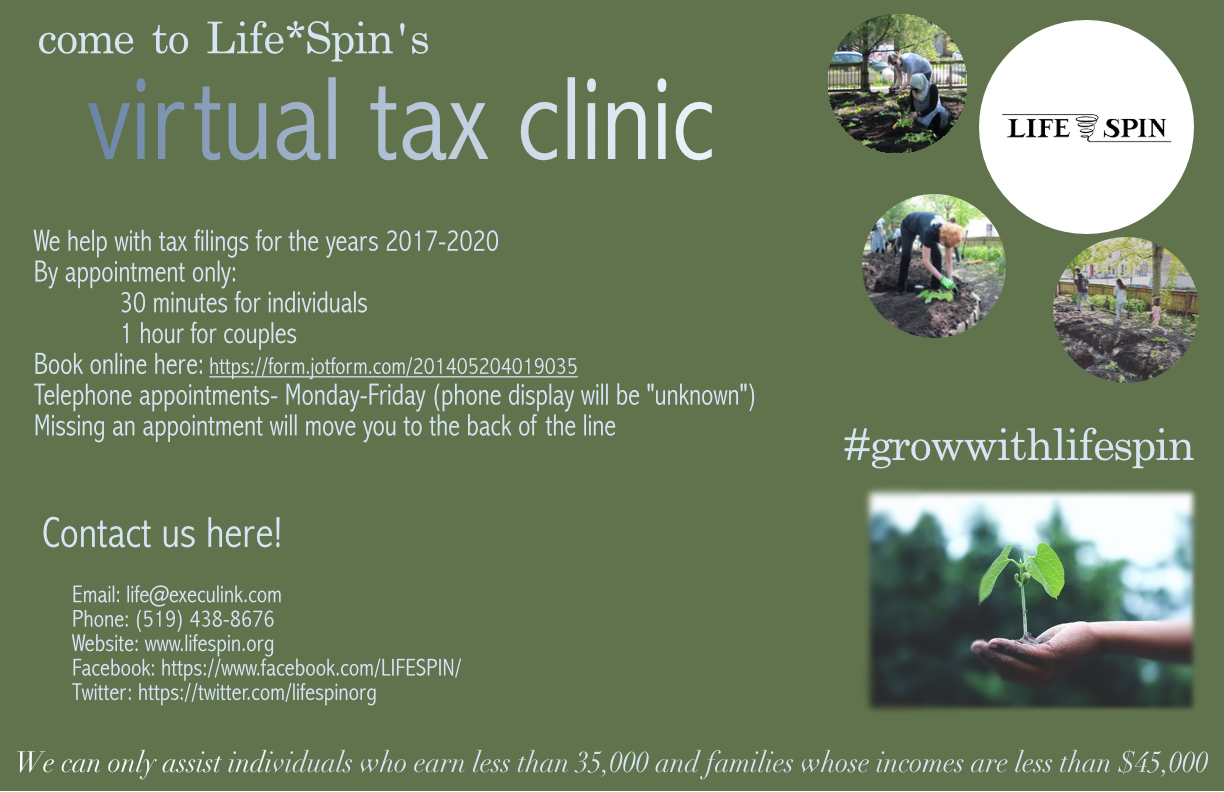 come to Life*Spin's
virtual tax clinic
LIFE SPIN
We help with tax filings for the years 2017-2020
By appointment only:
30 minutes for individuals
1 hour for couples
Book online here: https://form.jotform.com/201405204019035
Telephone appointments- Monday-Friday (phone display will be "unknown")
Missing an appointment will move you to the back of the line
#growwithlifespin
Contact us here!
Email: life@execulink.com
Phone: (519) 438-8676
Website: www.lifespin.org
Facebook: https://www.facebook.com/LIFESPIN/
Twitter: https://twitter.com/lifespinorg
We can only assist individuals who earn less than 35,000 and families whose incomes are less than $45,000